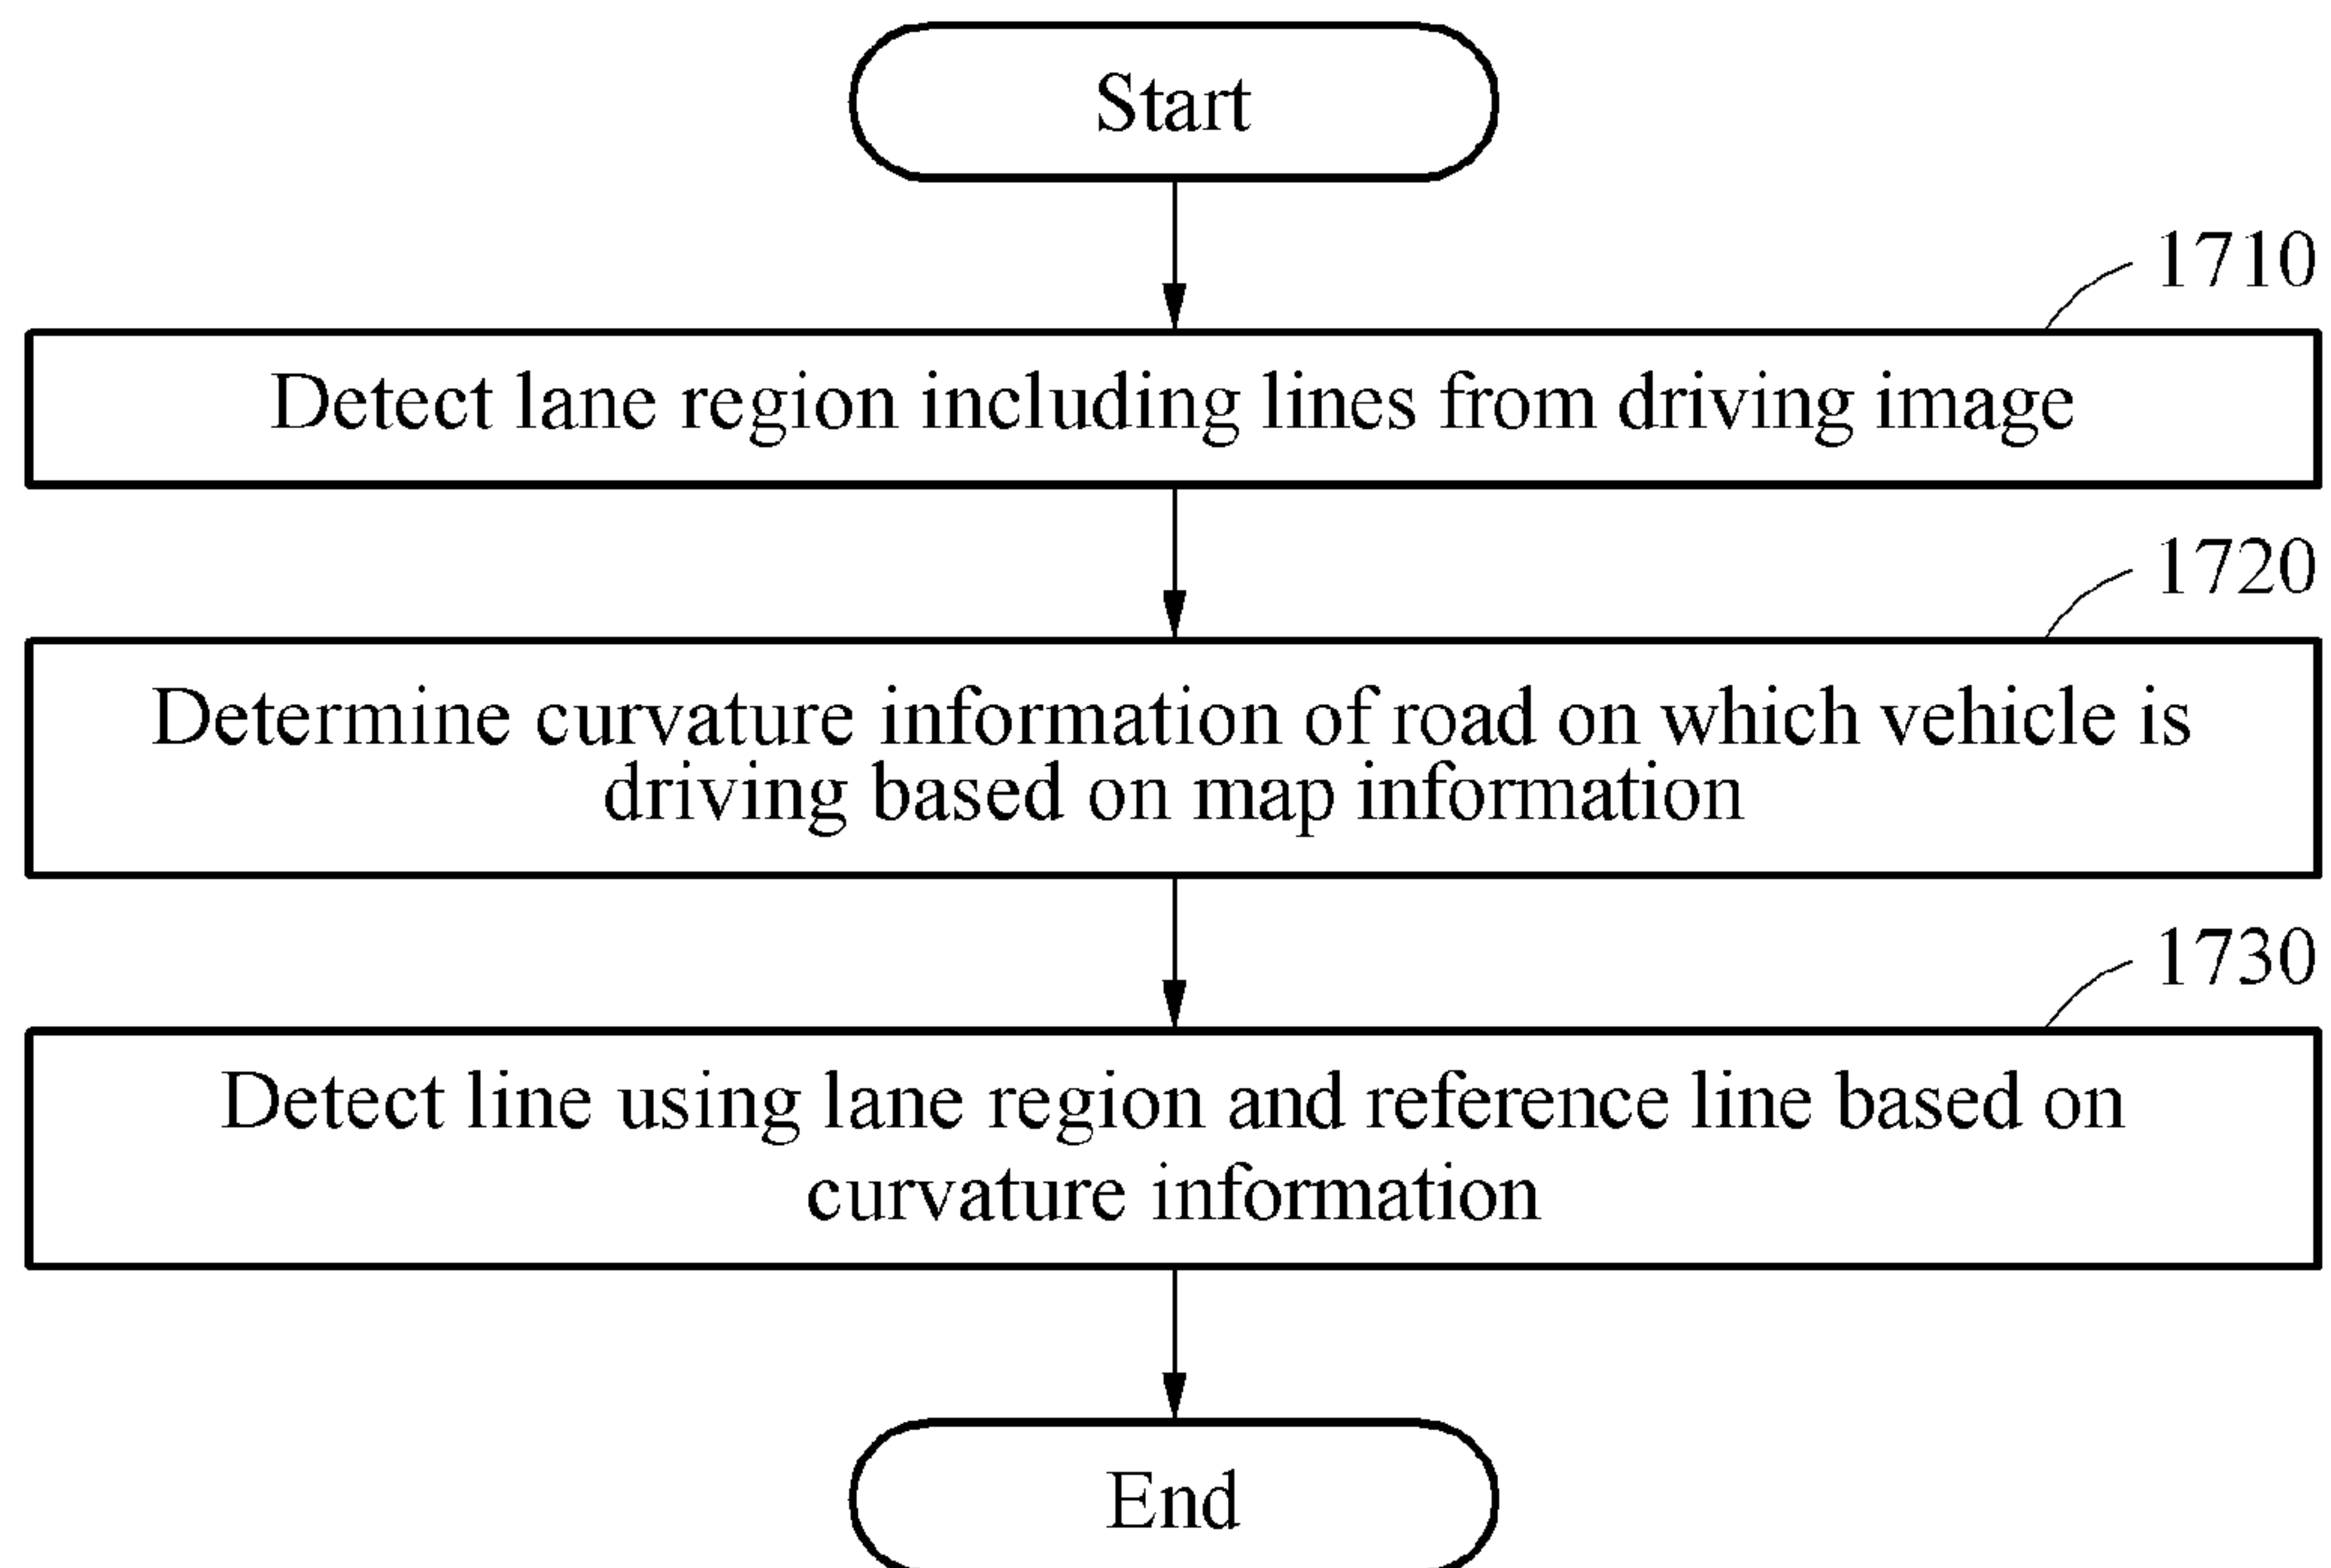 Start
1710
Detect lane region including lines from driving image
1720
Determine curvature information of road on which vehicle is
driving based on map information
1730
Detect line using lane region and reference line based on
curvature information
End